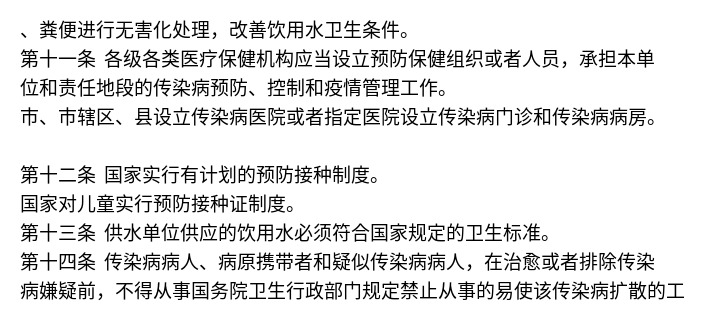 、粪便进行无害化处理，改善饮用水卫生条件。
第十一条 各级各类医疗保健机构应当设立预防保健组织或者人员，承担本单
位和责任地段的传染病预防、控制和疫情管理工作。
市、市辖区、县设立传染病医院或者指定医院设立传染病门诊和传染病病房。
第十二条 国家实行有计划的预防接种制度。
国家对儿童实行预防接种证制度。
第十三条 供水单位供应的饮用水必须符合国家规定的卫生标准。
第十四条 传染病病人、病原携带者和疑似传染病病人，在治愈或者排除传染
病嫌疑前，不得从事国务院卫生行政部门规定禁止从事的易使该传染病扩散的工